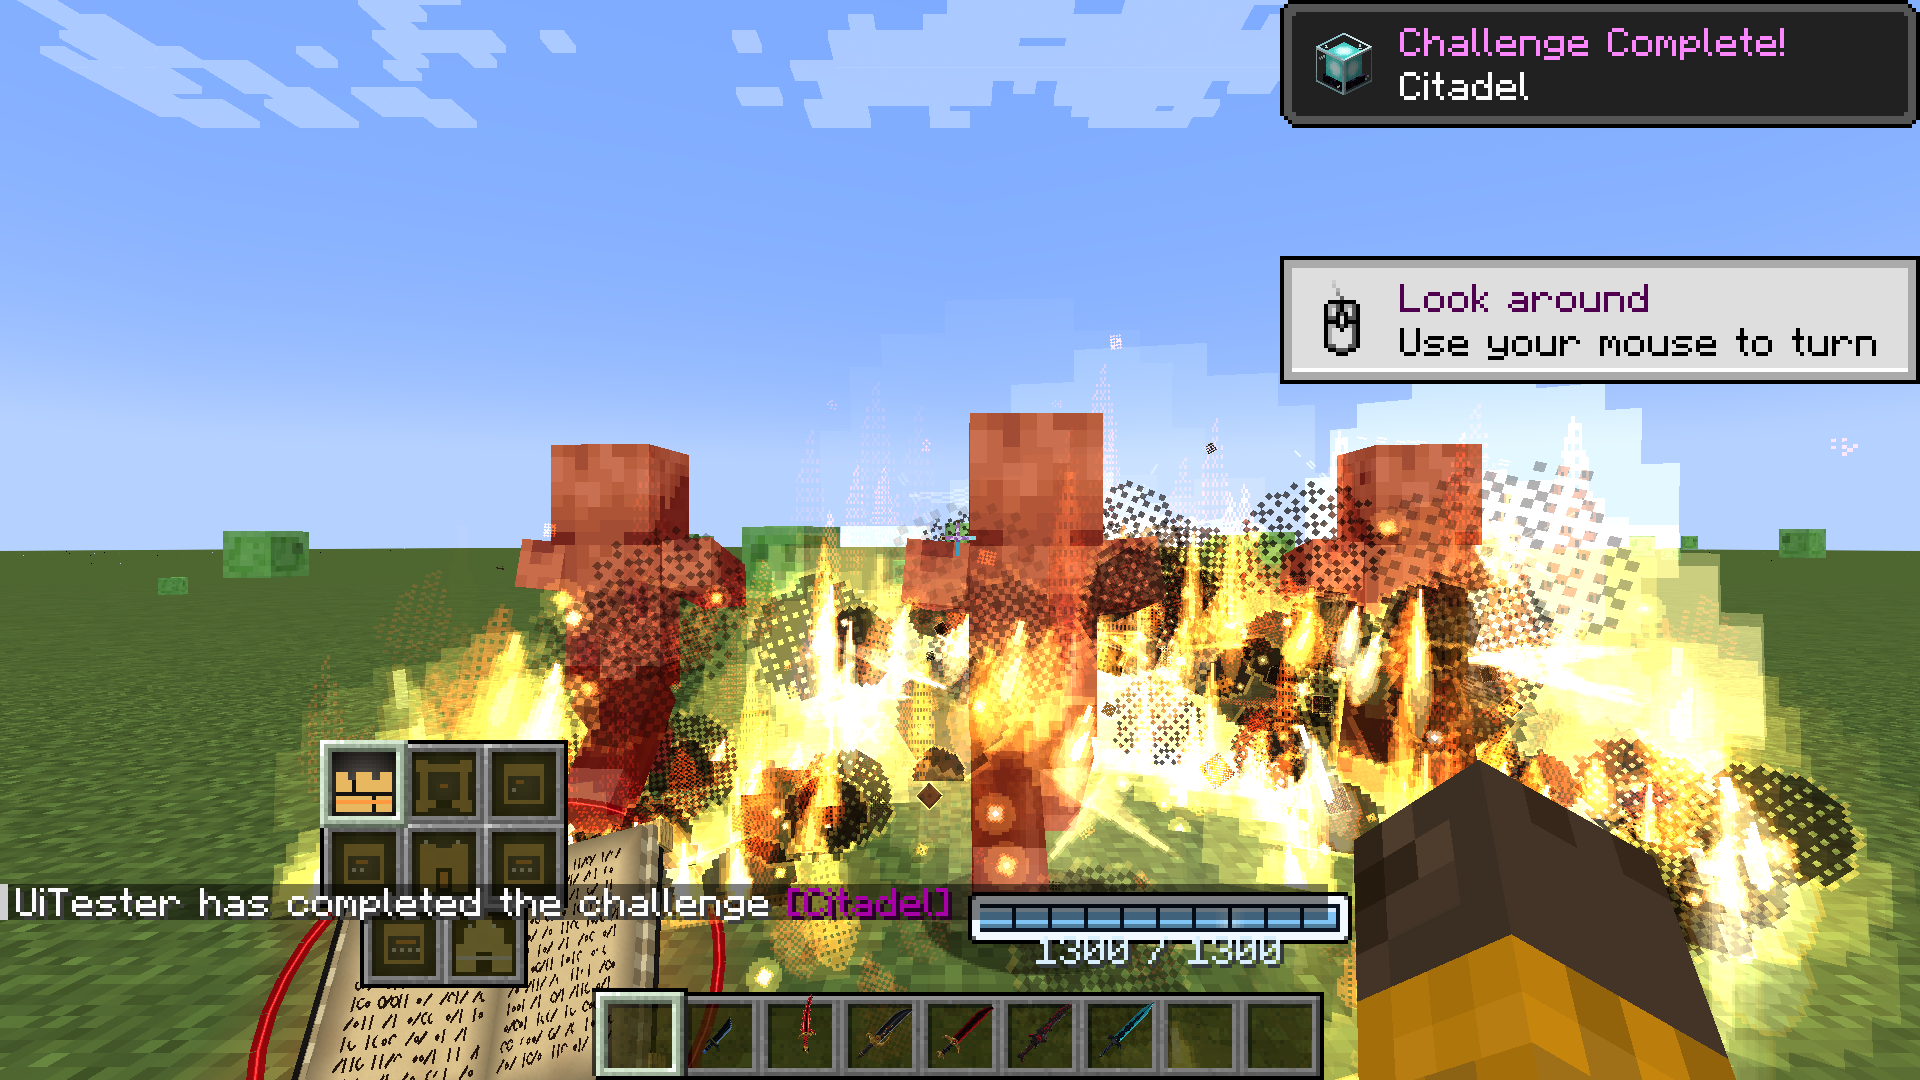 Challenge Complete!
Citadel
Look around
Use your mouse to turn
UiTester has completed the challenge [Citadel]
1300 / 1300